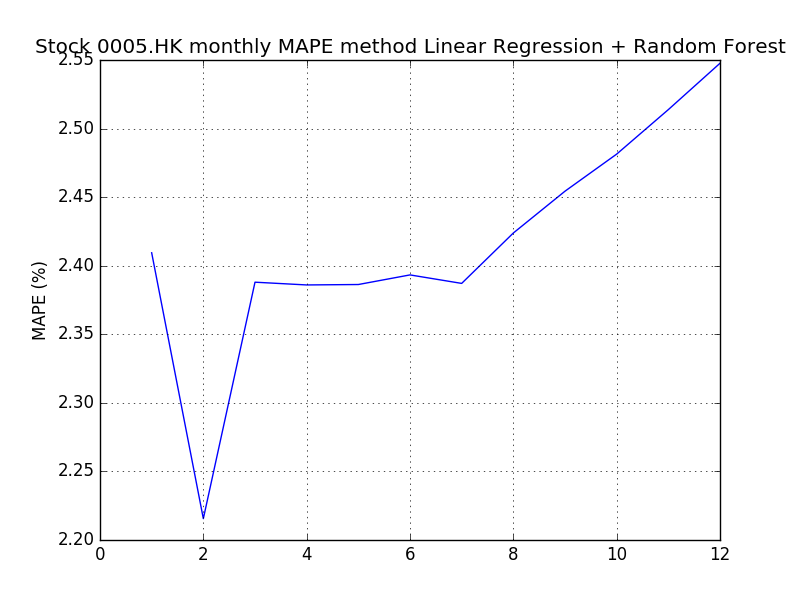 Stock 0005.HK monthly MAPE method Linear Regression + Random Forest
2.55
2.50
2.45
2.40
2.35
2.30
2.25
2.20
MAPE (%)
0 2 4 6 8 10 12